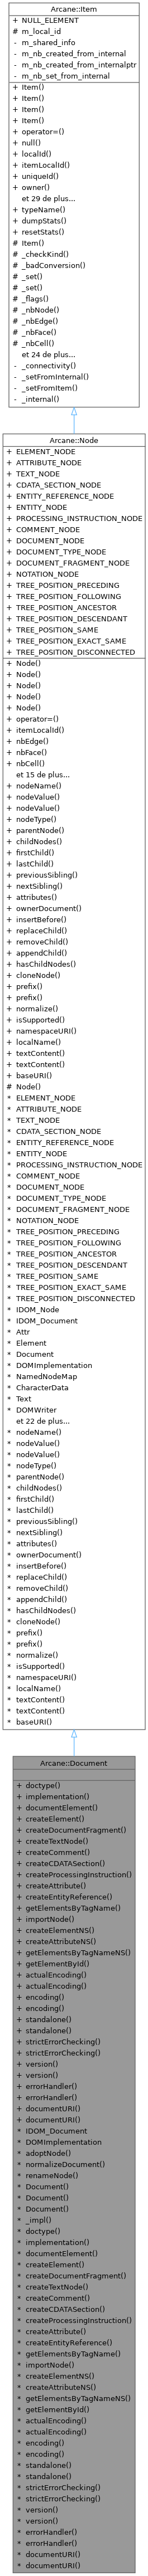 Arcane::Item
+ NULL_ELEMENT
# m_local_id
- m_shared_info
- m_nb_created_from_internal
- m_nb_created_from_internalptr
- m_nb_set_from_internal
+ Item()
+ Item()
+ Item()
+ Item()
+ operator=()
+ null()
+ localId()
+ itemLocalId()
+ uniqueId()
+ owner()
et 29 de plus...
+ typeName()
+ dumpStats()
+ resetStats()
# Item()
# _checkKind()
# _badConversion()
# _set()
# _set()
# _flags()
# _nbNode()
# _nbEdge()
# _nbFace()
# _nbCell()
et 24 de plus...
- _connectivity()
- _setFromInternal()
- _setFromItem()
- _internal()
Arcane::Node
+ ELEMENT_NODE
+ ATTRIBUTE_NODE
+ TEXT_NODE
+ CDATA_SECTION_NODE
+ ENTITY_REFERENCE_NODE
+ ENTITY_NODE
+ PROCESSING_INSTRUCTION_NODE
+ COMMENT_NODE
+ DOCUMENT_NODE
+ DOCUMENT_TYPE_NODE
+ DOCUMENT_FRAGMENT_NODE
+ NOTATION_NODE
+ TREE_POSITION_PRECEDING
+ TREE_POSITION_FOLLOWING
+ TREE_POSITION_ANCESTOR
+ TREE_POSITION_DESCENDANT
+ TREE_POSITION_SAME
+ TREE_POSITION_EXACT_SAME
+ TREE_POSITION_DISCONNECTED
+ Node()
+ Node()
+ Node()
+ Node()
+ Node()
+ operator=()
+ itemLocalId()
+ nbEdge()
+ nbFace()
+ nbCell()
et 15 de plus...
+ nodeName()
+ nodeValue()
+ nodeValue()
+ nodeType()
+ parentNode()
+ childNodes()
+ firstChild()
+ lastChild()
+ previousSibling()
+ nextSibling()
+ attributes()
+ ownerDocument()
+ insertBefore()
+ replaceChild()
+ removeChild()
+ appendChild()
+ hasChildNodes()
+ cloneNode()
+ prefix()
+ prefix()
+ normalize()
+ isSupported()
+ namespaceURI()
+ localName()
+ textContent()
+ textContent()
+ baseURI()
# Node()
* ELEMENT_NODE
* ATTRIBUTE_NODE
* TEXT_NODE
* CDATA_SECTION_NODE
* ENTITY_REFERENCE_NODE
* ENTITY_NODE
* PROCESSING_INSTRUCTION_NODE
* COMMENT_NODE
* DOCUMENT_NODE
* DOCUMENT_TYPE_NODE
* DOCUMENT_FRAGMENT_NODE
* NOTATION_NODE
* TREE_POSITION_PRECEDING
* TREE_POSITION_FOLLOWING
* TREE_POSITION_ANCESTOR
* TREE_POSITION_DESCENDANT
* TREE_POSITION_SAME
* TREE_POSITION_EXACT_SAME
* TREE_POSITION_DISCONNECTED
* IDOM_Node
* IDOM_Document
* Attr
* Element
* Document
* DOMImplementation
* NamedNodeMap
* CharacterData
* Text
* DOMWriter
et 22 de plus...
* nodeName()
* nodeValue()
* nodeValue()
* nodeType()
* parentNode()
* childNodes()
* firstChild()
* lastChild()
* previousSibling()
* nextSibling()
* attributes()
* ownerDocument()
* insertBefore()
* replaceChild()
* removeChild()
* appendChild()
* hasChildNodes()
* cloneNode()
* prefix()
* prefix()
* normalize()
* isSupported()
* namespaceURI()
* localName()
* textContent()
* textContent()
* baseURI()
Arcane::Document
+ doctype()
+ implementation()
+ documentElement()
+ createElement()
+ createDocumentFragment()
+ createTextNode()
+ createComment()
+ createCDATASection()
+ createProcessingInstruction()
+ createAttribute()
+ createEntityReference()
+ getElementsByTagName()
+ importNode()
+ createElementNS()
+ createAttributeNS()
+ getElementsByTagNameNS()
+ getElementById()
+ actualEncoding()
+ actualEncoding()
+ encoding()
+ encoding()
+ standalone()
+ standalone()
+ strictErrorChecking()
+ strictErrorChecking()
+ version()
+ version()
+ errorHandler()
+ errorHandler()
+ documentURI()
+ documentURI()
* IDOM_Document
* DOMImplementation
* adoptNode()
* normalizeDocument()
* renameNode()
* Document()
* Document()
* Document()
* _impl()
* doctype()
* implementation()
* documentElement()
* createElement()
* createDocumentFragment()
* createTextNode()
* createComment()
* createCDATASection()
* createProcessingInstruction()
* createAttribute()
* createEntityReference()
* getElementsByTagName()
* importNode()
* createElementNS()
* createAttributeNS()
* getElementsByTagNameNS()
* getElementById()
* actualEncoding()
* actualEncoding()
* encoding()
* encoding()
* standalone()
* standalone()
* strictErrorChecking()
* strictErrorChecking()
* version()
* version()
* errorHandler()
* errorHandler()
* documentURI()
* documentURI()